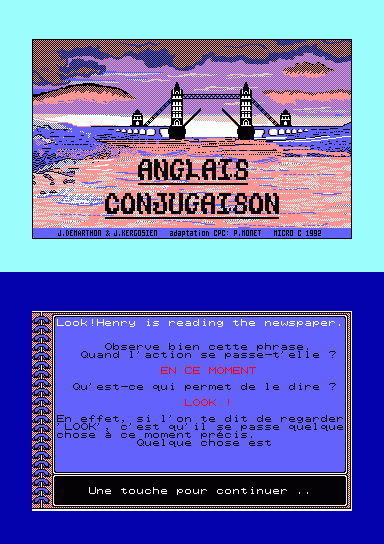 ANGLAIS
CONJUGAISON
J.DEMARTHON & J.KERGOSIEN adaptation CPC: P.MONET MICRO C 1992
Look!Henry is reading the newspaper.
Observe bien cette phrase.
Quand l'action se passe-t'elle ?
EN CE MOMENT
Qu'est-ce qui permet de le dire ?
LOOK !
En effet, si l'on te dit de regarder
'LOOK', c'est qu'il se passe quelque
chose à ce moment précis.
Quelque chose est
Une touche pour continuer ..